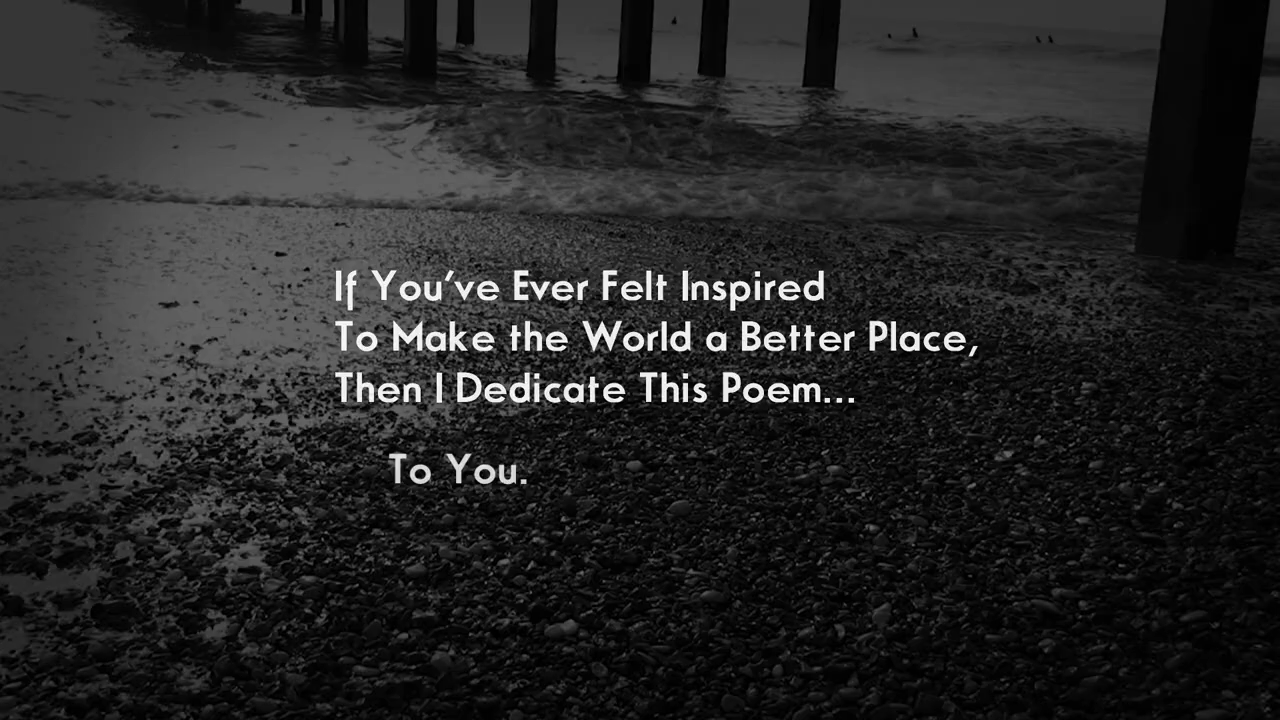 If You've Ever Felt Inspired
To Make the World a Better Place,
Then I Dedicate This Poem...
To You.